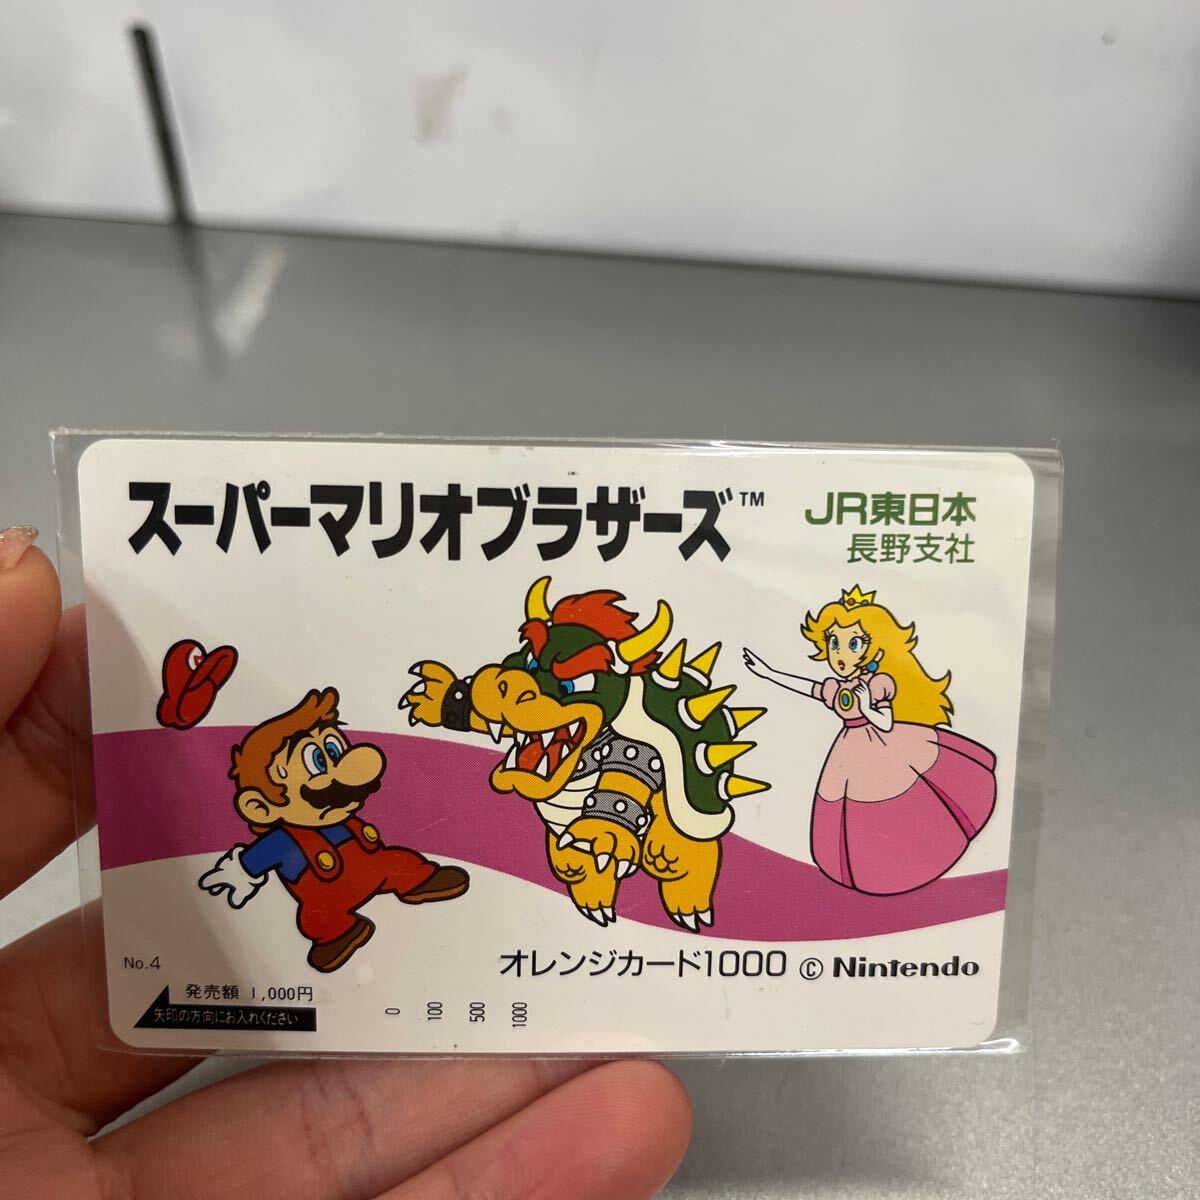 スーパーマリオブラザーズ™
JR東日本
長野支社
M
No.4
オレンジカード1000 © Nintendo
発売額 1,000円
矢印の方向にお入れください
0 100 500 1000